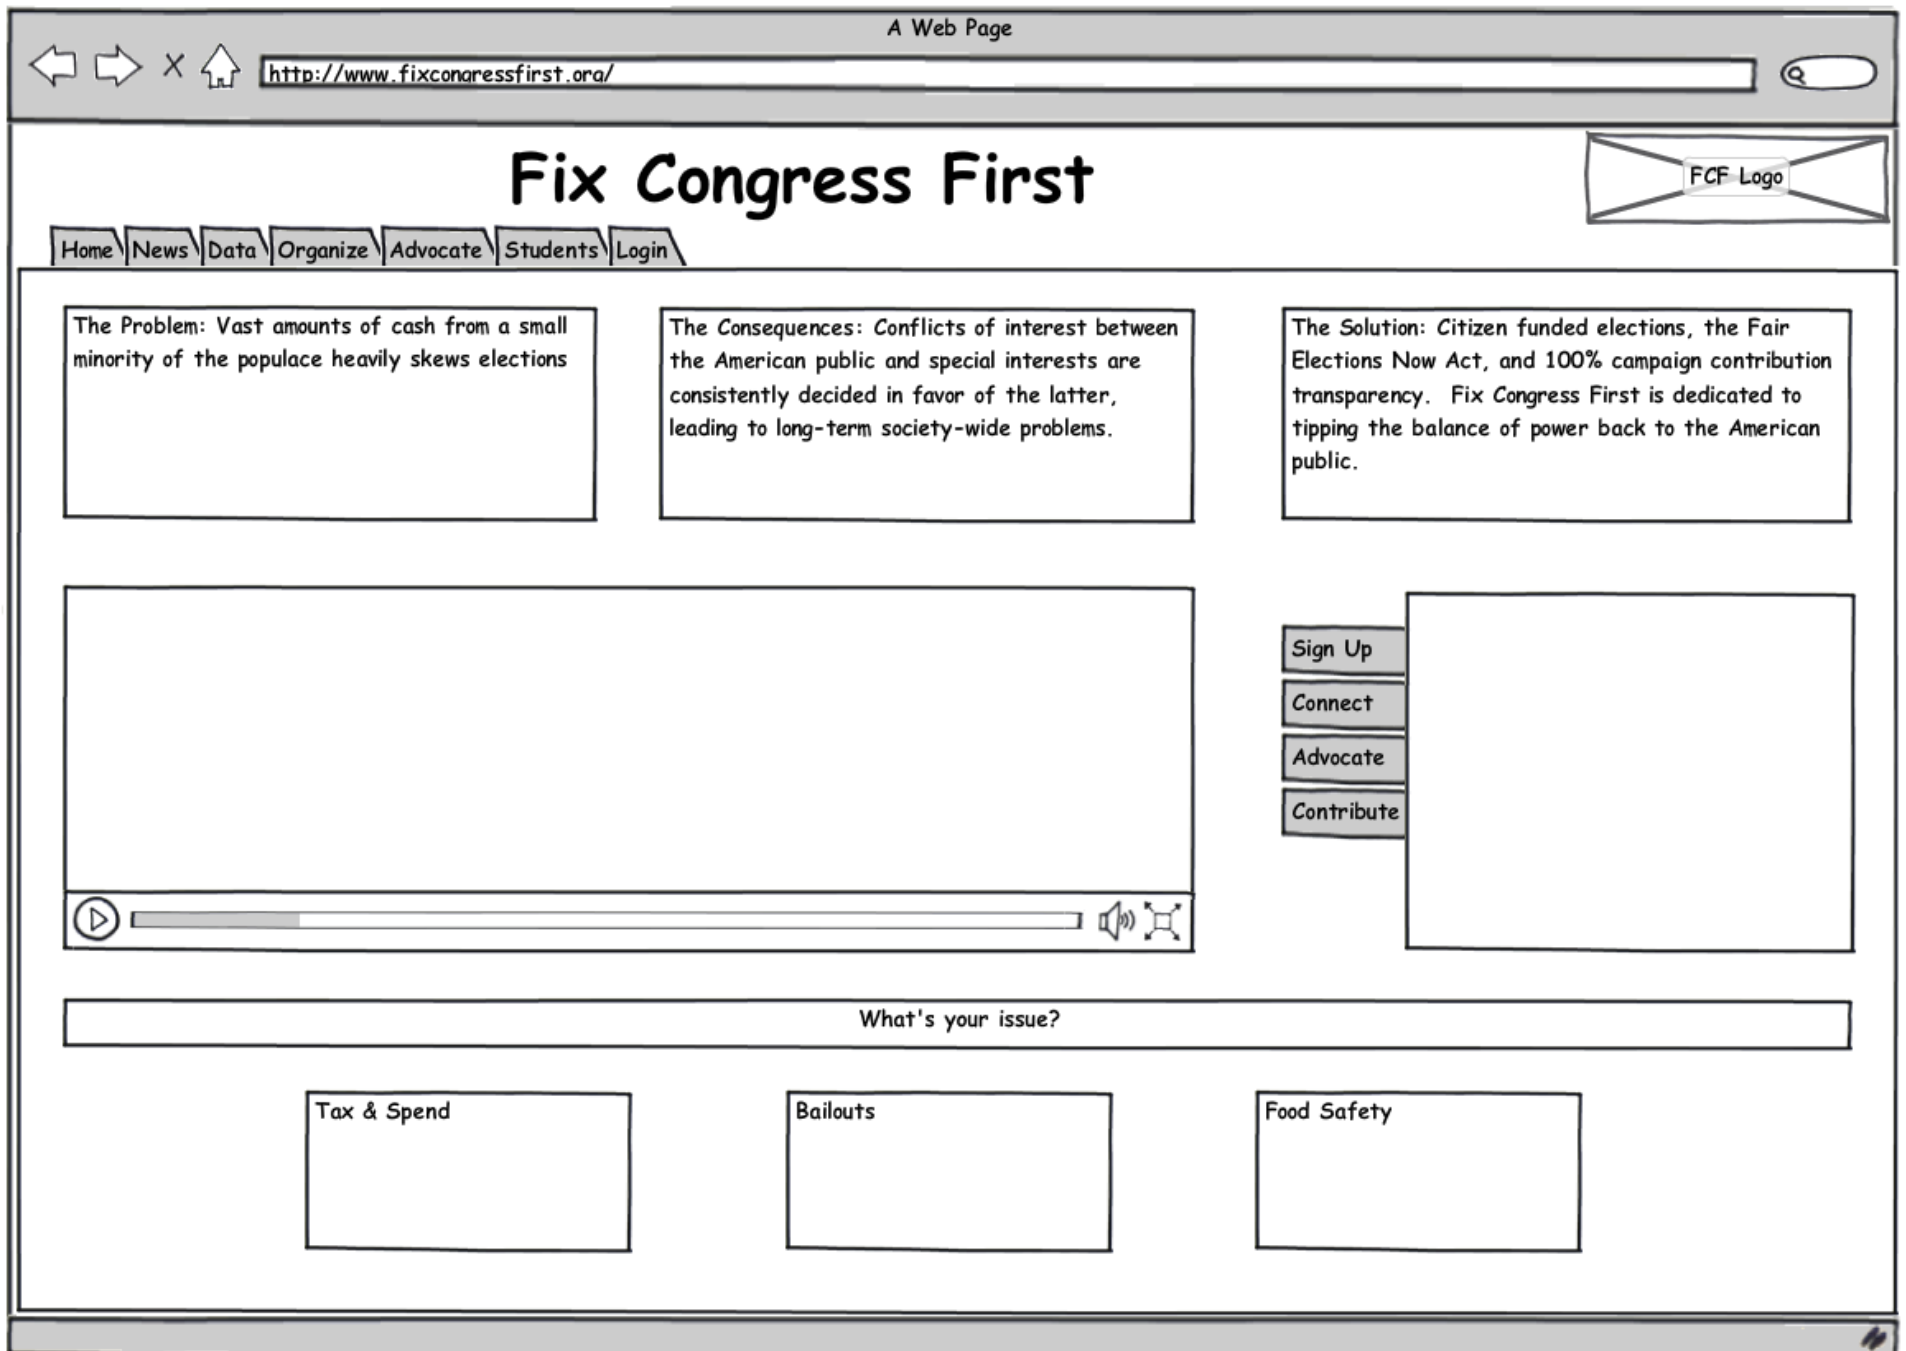 A Web Page
http://www.fixcongressfirst.org/
Fix Congress First
FCF Logo
Home News Data Organize Advocate Students Login
The Problem: Vast amounts of cash from a small
minority of the populace heavily skews elections
The Consequences: Conflicts of interest between
the American public and special interests are
consistently decided in favor of the latter,
leading to long-term society-wide problems.
The Solution: Citizen funded elections, the Fair
Elections Now Act, and 100% campaign contribution
transparency. Fix Congress First is dedicated to
tipping the balance of power back to the American
public.
Sign Up
Connect
Advocate
Contribute
What's your issue?
Tax & Spend
Bailouts
Food Safety